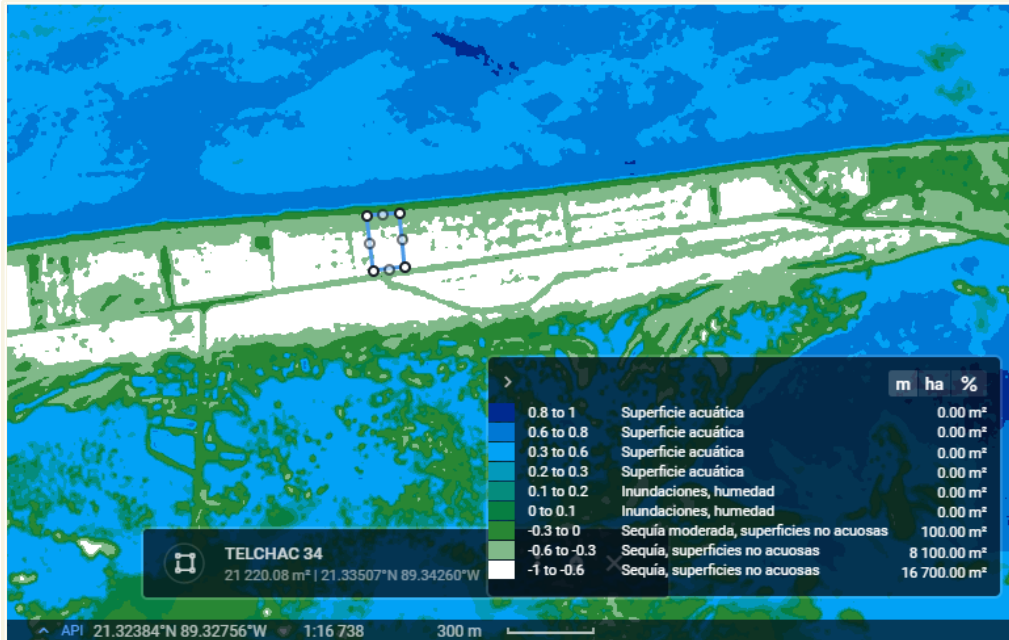 m ha %
0.8 to 1 Superficie acuática 0.00 m²
0.6 to 0.8 Superficie acuática 0.00 m²
0.3 to 0.6 Superficie acuática 0.00 m²
0.2 to 0.3 Superficie acuática 0.00 m²
0.1 to 0.2 Inundaciones, humedad 0.00 m²
0 to 0.1 Inundaciones, humedad 0.00 m²
-0.3 to 0 Sequía moderada, superficies no acuosas 100.00 m²
-0.6 to -0.3 Sequía, superficies no acuosas 8 100.00 m²
-1 to -0.6 Sequía, superficies no acuosas 16 700.00 m²
TELCHAC 34
21 220.08 m² | 21.33507°N 89.34260°W
API 21.32384°N 89.32756°W 1:16 738 300 m